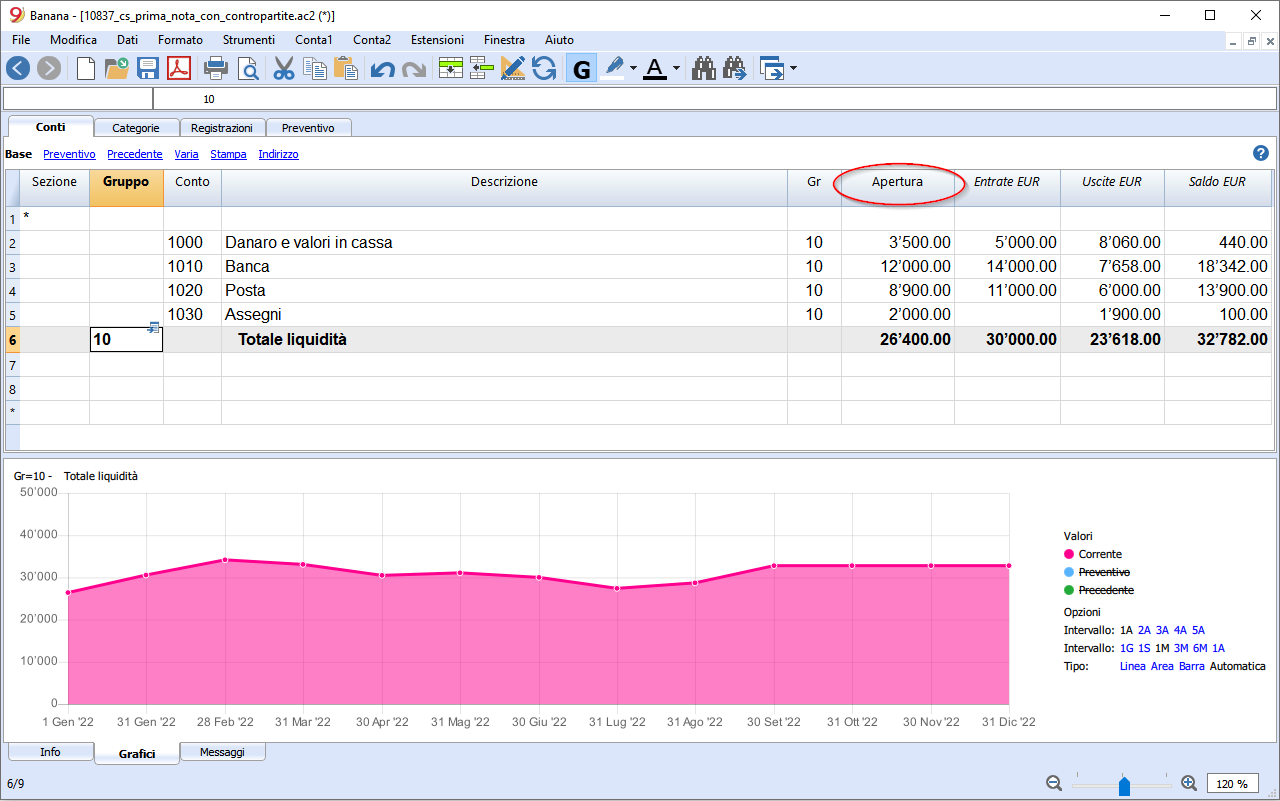 Banana - [10837_cs_prima_nota_con_contropartite.ac2 (*)]
File Modifica Dati Formato Strumenti Conta1 Conta2 Estensioni Finestra Aiuto
G A
10
Conti Categorie Registrazioni Preventivo
Base Preventivo Precedente Varia Stampa Indirizzo ?
Sezione Gruppo Conto Descrizione Gr Apertura Entrate EUR Uscite EUR Saldo EUR
1 *
2 1000 Danaro e valori in cassa 10 3’500.00 5’000.00 8’060.00 440.00
3 1010 Banca 10 12’000.00 14’000.00 7’658.00 18’342.00
4 1020 Posta 10 8’900.00 11’000.00 6’000.00 13’900.00
5 1030 Assegni 10 2’000.00 1’900.00 100.00
6 10 Totale liquidità 26’400.00 30’000.00 23’618.00 32’782.00
7
8
*
Gr=10 - Totale liquidità
50’000
40’000
30’000
20’000
10’000
0
1 Gen '22 31 Gen '22 28 Feb '22 31 Mar '22 30 Apr '22 31 Mag '22 30 Giu '22 31 Lug '22 31 Ago '22 30 Set '22 31 Ott '22 30 Nov '22 31 Dic '22
Valori
Corrente
Preventivo
Precedente
Opzioni
Intervallo: 1A 2A 3A 4A 5A
Intervallo: 1G 1S 1M 3M 6M 1A
Tipo: Linea Area Barra Automatica
Info Grafici Messaggi
6/9
120 %